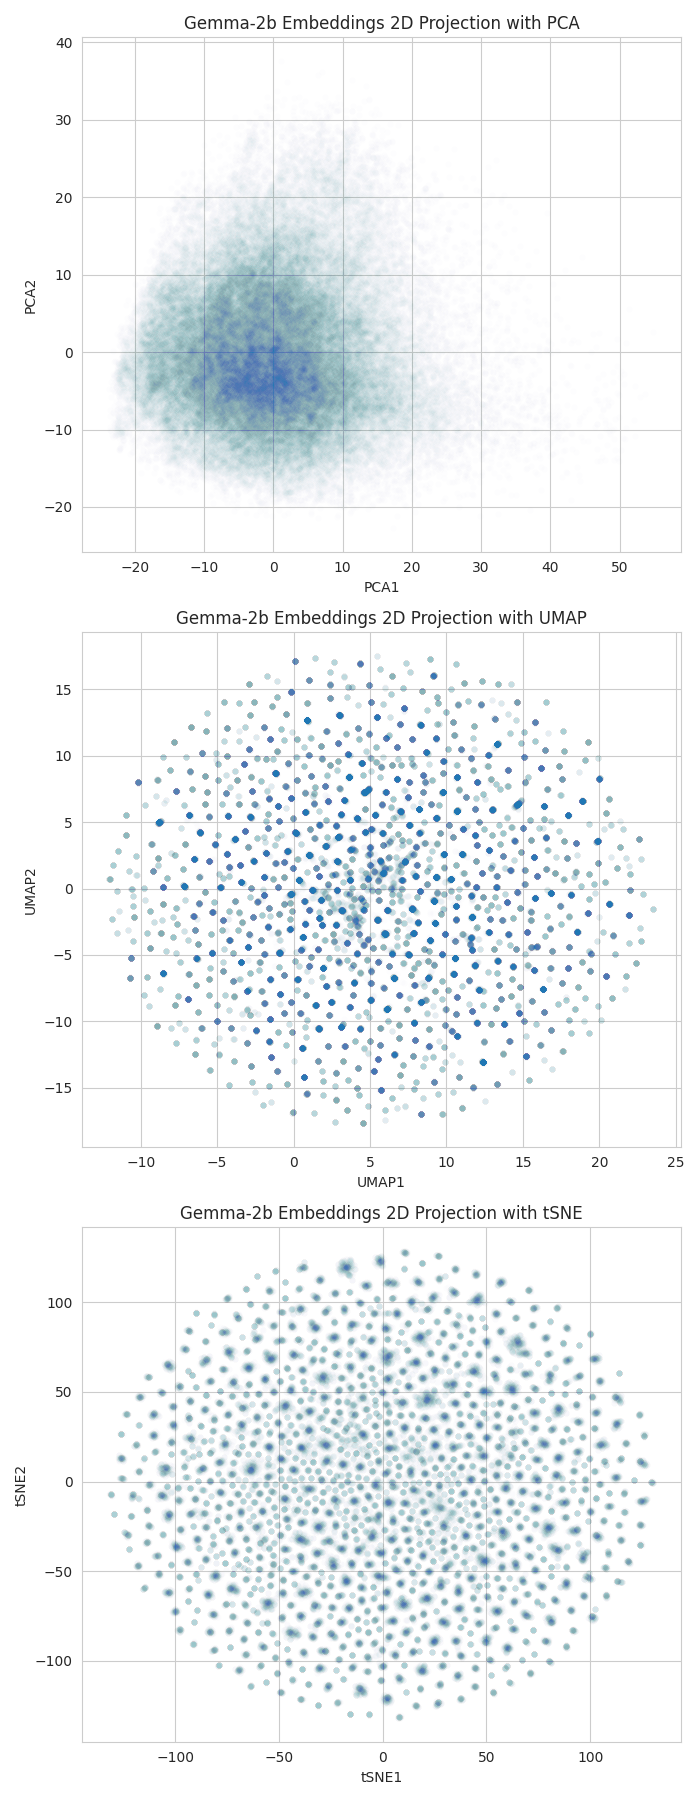 Gemma-2b Embeddings 2D Projection with PCA
40
30
20
10
0
−10
−20
PCA2
−20 −10 0 10 20 30 40 50
PCA1
Gemma-2b Embeddings 2D Projection with UMAP
15
10
5
0
−5
−10
−15
UMAP2
−10 −5 0 5 10 15 20 25
UMAP1
Gemma-2b Embeddings 2D Projection with tSNE
100
50
0
−50
−100
tSNE2
−100 −50 0 50 100
tSNE1